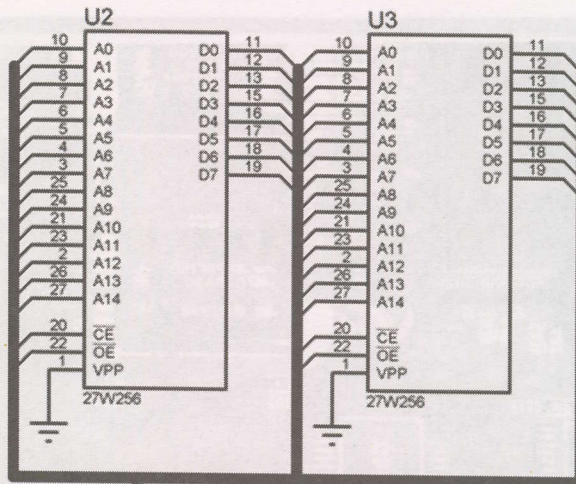 U2
10 A0 D0 11
9 A1 D1 12
8 A2 D2 13
7 A3 D3 15
6 A4 D4 16
5 A5 D5 17
4 A6 D6 18
3 A7 D7 19
25 A8
24 A9
21 A10
23 A11
2 A12
26 A13
27 A14
20 CE
22 OE
1 VPP
27W256
U3
10 A0 D0 11
9 A1 D1 12
8 A2 D2 13
7 A3 D3 15
6 A4 D4 16
5 A5 D5 17
4 A6 D6 18
3 A7 D7 19
25 A8
24 A9
21 A10
23 A11
2 A12
26 A13
27 A14
20 CE
22 OE
1 VPP
27W256